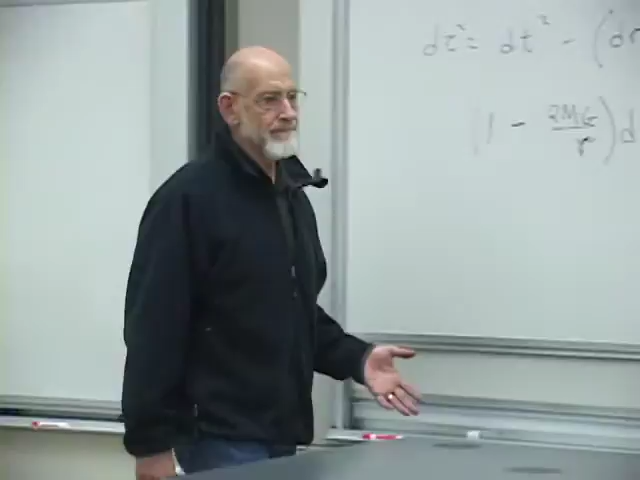 dτ² = dt² - (dr
(1 - 2MG/r) d